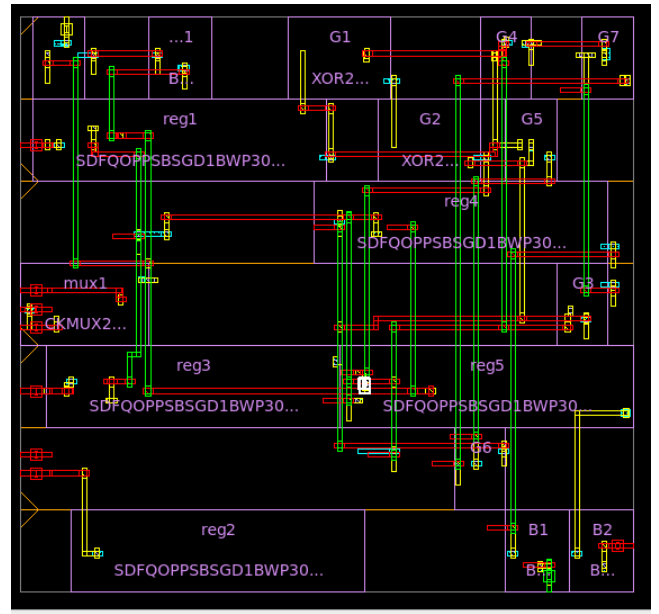 ...1
G1
G4
G7
B...
XOR2...
reg1
G2
G5
SDFQOPPSBSGD1BWP30...
XOR2...
reg4
SDFQOPPSBSGD1BWP30...
mux1
G3
CKMUX2...
reg3
reg5
SDFQOPPSBSGD1BWP30...
SDFQOPPSBSGD1BWP30...
G6
reg2
B1
B2
SDFQOPPSBSGD1BWP30...
B...
B...